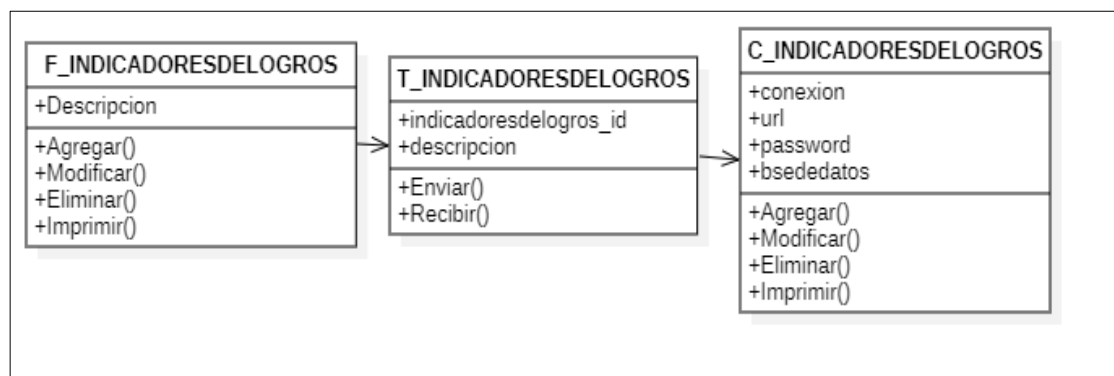 F_INDICADORESDELOGROS
+Descripcion
+Agregar()
+Modificar()
+Eliminar()
+Imprimir()
T_INDICADORESDELOGROS
+indicadoresdelogros_id
+descripcion
+Enviar()
+Recibir()
C_INDICADORESDELOGROS
+conexion
+url
+password
+bsededatos
+Agregar()
+Modificar()
+Eliminar()
+Imprimir()